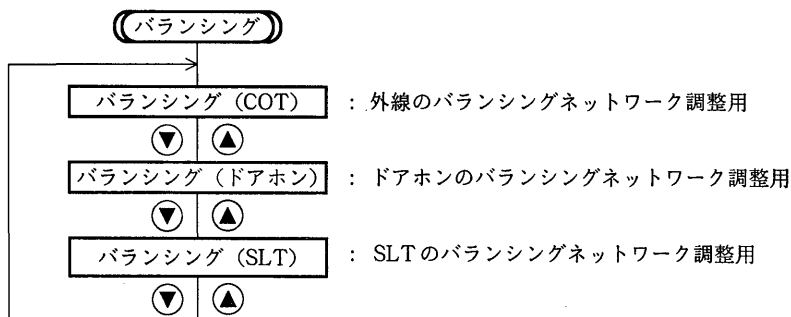 バランシング
バランシング（COT） ： 外線のバランシングネットワーク調整用
▼ ▲
バランシング（ドアホン） ： ドアホンのバランシングネットワーク調整用
▼ ▲
バランシング（SLT） ： SLTのバランシングネットワーク調整用
▼ ▲